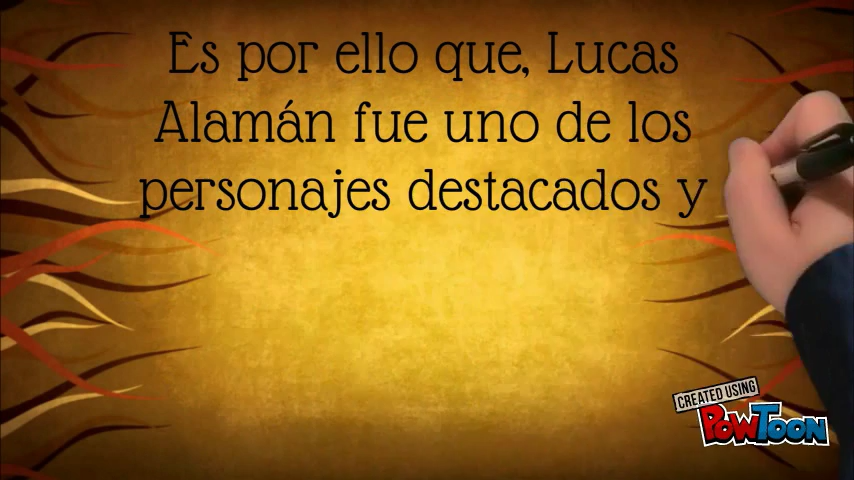 Es por ello que, Lucas
Alamán fue uno de los
personajes destacados y
CREATED USING
POWTOON